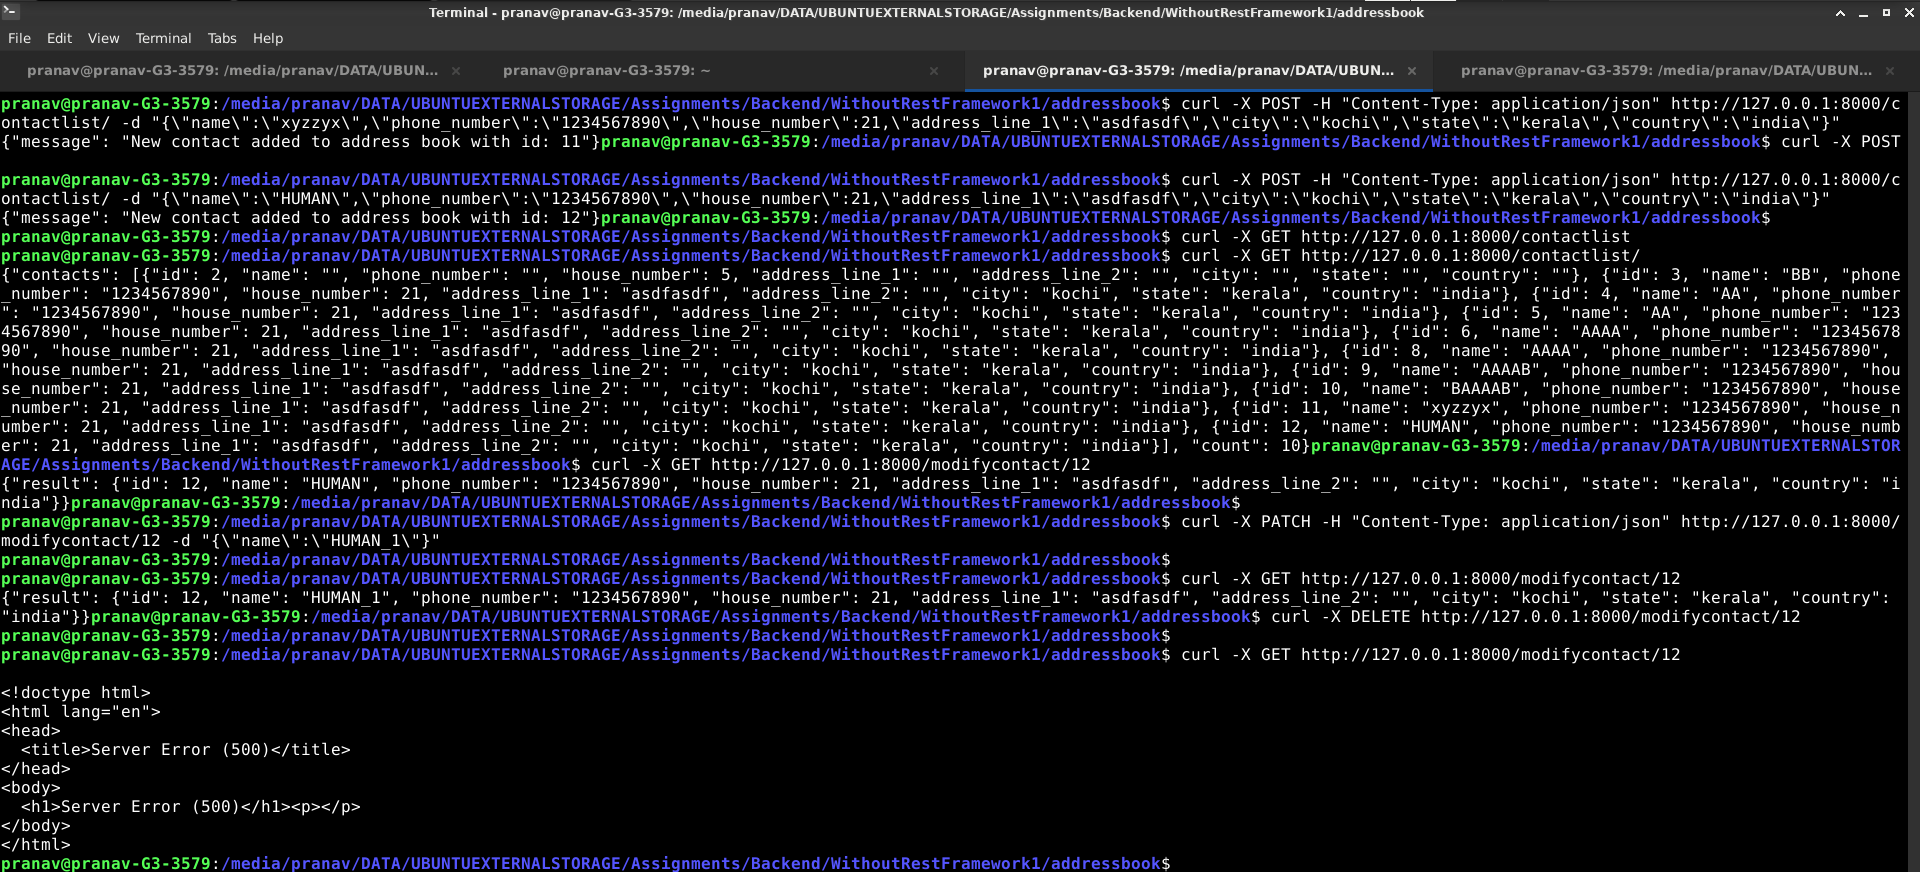 Terminal - pranav@pranav-G3-3579: /media/pranav/DATA/UBUNTUEXTERNALSTORAGE/Assignments/Backend/WithoutRestFramework1/addressbook
File Edit View Terminal Tabs Help
pranav@pranav-G3-3579: /media/pranav/DATA/UBUN... × pranav@pranav-G3-3579: ~ × pranav@pranav-G3-3579: /media/pranav/DATA/UBUN... × pranav@pranav-G3-3579: /media/pranav/DATA/UBUN... ×
pranav@pranav-G3-3579:/media/pranav/DATA/UBUNTUEXTERNALSTORAGE/Assignments/Backend/WithoutRestFramework1/addressbook$ curl -X POST -H "Content-Type: application/json" http://127.0.0.1:8000/c
ontactlist/ -d "{\"name\":\"xyzzyx\",\"phone_number\":\"1234567890\",\"house_number\":21,\"address_line_1\":\"asdfasdf\",\"city\":\"kochi\",\"state\":\"kerala\",\"country\":\"india\"}"
{"message": "New contact added to address book with id: 11"}pranav@pranav-G3-3579:/media/pranav/DATA/UBUNTUEXTERNALSTORAGE/Assignments/Backend/WithoutRestFramework1/addressbook$ curl -X POST
pranav@pranav-G3-3579:/media/pranav/DATA/UBUNTUEXTERNALSTORAGE/Assignments/Backend/WithoutRestFramework1/addressbook$ curl -X POST -H "Content-Type: application/json" http://127.0.0.1:8000/c
ontactlist/ -d "{\"name\":\"HUMAN\",\"phone_number\":\"1234567890\",\"house_number\":21,\"address_line_1\":\"asdfasdf\",\"city\":\"kochi\",\"state\":\"kerala\",\"country\":\"india\"}"
{"message": "New contact added to address book with id: 12"}pranav@pranav-G3-3579:/media/pranav/DATA/UBUNTUEXTERNALSTORAGE/Assignments/Backend/WithoutRestFramework1/addressbook$
pranav@pranav-G3-3579:/media/pranav/DATA/UBUNTUEXTERNALSTORAGE/Assignments/Backend/WithoutRestFramework1/addressbook$ curl -X GET http://127.0.0.1:8000/contactlist
pranav@pranav-G3-3579:/media/pranav/DATA/UBUNTUEXTERNALSTORAGE/Assignments/Backend/WithoutRestFramework1/addressbook$ curl -X GET http://127.0.0.1:8000/contactlist/
{"contacts": [{"id": 2, "name": "", "phone_number": "", "house_number": 5, "address_line_1": "", "address_line_2": "", "city": "", "state": "", "country": ""}, {"id": 3, "name": "BB", "phone
_number": "1234567890", "house_number": 21, "address_line_1": "asdfasdf", "address_line_2": "", "city": "kochi", "state": "kerala", "country": "india"}, {"id": 4, "name": "AA", "phone_number
": "1234567890", "house_number": 21, "address_line_1": "asdfasdf", "address_line_2": "", "city": "kochi", "state": "kerala", "country": "india"}, {"id": 5, "name": "AA", "phone_number": "123
4567890", "house_number": 21, "address_line_1": "asdfasdf", "address_line_2": "", "city": "kochi", "state": "kerala", "country": "india"}, {"id": 6, "name": "AAAA", "phone_number": "12345678
90", "house_number": 21, "address_line_1": "asdfasdf", "address_line_2": "", "city": "kochi", "state": "kerala", "country": "india"}, {"id": 8, "name": "AAAA", "phone_number": "1234567890",
"house_number": 21, "address_line_1": "asdfasdf", "address_line_2": "", "city": "kochi", "state": "kerala", "country": "india"}, {"id": 9, "name": "AAAAB", "phone_number": "1234567890", "hou
se_number": 21, "address_line_1": "asdfasdf", "address_line_2": "", "city": "kochi", "state": "kerala", "country": "india"}, {"id": 10, "name": "BAAAAB", "phone_number": "1234567890", "house
_number": 21, "address_line_1": "asdfasdf", "address_line_2": "", "city": "kochi", "state": "kerala", "country": "india"}, {"id": 11, "name": "xyzzyx", "phone_number": "1234567890", "house_n
umber": 21, "address_line_1": "asdfasdf", "address_line_2": "", "city": "kochi", "state": "kerala", "country": "india"}, {"id": 12, "name": "HUMAN", "phone_number": "1234567890", "house_numb
er": 21, "address_line_1": "asdfasdf", "address_line_2": "", "city": "kochi", "state": "kerala", "country": "india"}], "count": 10}pranav@pranav-G3-3579:/media/pranav/DATA/UBUNTUEXTERNALSTOR
AGE/Assignments/Backend/WithoutRestFramework1/addressbook$ curl -X GET http://127.0.0.1:8000/modifycontact/12
{"result": {"id": 12, "name": "HUMAN", "phone_number": "1234567890", "house_number": 21, "address_line_1": "asdfasdf", "address_line_2": "", "city": "kochi", "state": "kerala", "country": "i
ndia"}}pranav@pranav-G3-3579:/media/pranav/DATA/UBUNTUEXTERNALSTORAGE/Assignments/Backend/WithoutRestFramework1/addressbook$
pranav@pranav-G3-3579:/media/pranav/DATA/UBUNTUEXTERNALSTORAGE/Assignments/Backend/WithoutRestFramework1/addressbook$ curl -X PATCH -H "Content-Type: application/json" http://127.0.0.1:8000/
modifycontact/12 -d "{\"name\":\"HUMAN_1\"}"
pranav@pranav-G3-3579:/media/pranav/DATA/UBUNTUEXTERNALSTORAGE/Assignments/Backend/WithoutRestFramework1/addressbook$
pranav@pranav-G3-3579:/media/pranav/DATA/UBUNTUEXTERNALSTORAGE/Assignments/Backend/WithoutRestFramework1/addressbook$ curl -X GET http://127.0.0.1:8000/modifycontact/12
{"result": {"id": 12, "name": "HUMAN_1", "phone_number": "1234567890", "house_number": 21, "address_line_1": "asdfasdf", "address_line_2": "", "city": "kochi", "state": "kerala", "country":
"india"}}pranav@pranav-G3-3579:/media/pranav/DATA/UBUNTUEXTERNALSTORAGE/Assignments/Backend/WithoutRestFramework1/addressbook$ curl -X DELETE http://127.0.0.1:8000/modifycontact/12
pranav@pranav-G3-3579:/media/pranav/DATA/UBUNTUEXTERNALSTORAGE/Assignments/Backend/WithoutRestFramework1/addressbook$
pranav@pranav-G3-3579:/media/pranav/DATA/UBUNTUEXTERNALSTORAGE/Assignments/Backend/WithoutRestFramework1/addressbook$ curl -X GET http://127.0.0.1:8000/modifycontact/12
<!doctype html>
<html lang="en">
<head>
  <title>Server Error (500)</title>
</head>
<body>
  <h1>Server Error (500)</h1><p></p>
</body>
</html>
pranav@pranav-G3-3579:/media/pranav/DATA/UBUNTUEXTERNALSTORAGE/Assignments/Backend/WithoutRestFramework1/addressbook$